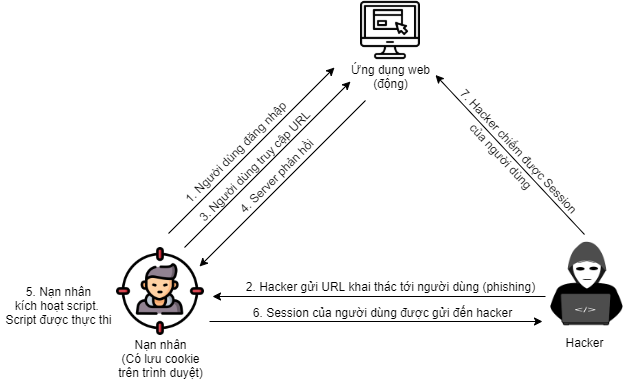 Ứng dụng web
(động)
1. Người dùng đăng nhập
3. Người dùng truy cập URL
4. Server phản hồi
7. Hacker chiếm được Session
của người dùng
5. Nạn nhân
kích hoạt script.
Script được thực thi
2. Hacker gửi URL khai thác tới người dùng (phishing)
6. Session của người dùng được gửi đến hacker
</>
Nạn nhân
(Có lưu cookie
trên trình duyệt)
Hacker